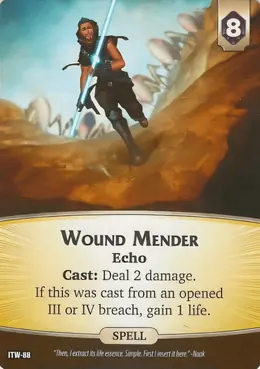 8
WOUND MENDER
Echo
Cast: Deal 2 damage.
If this was cast from an opened
III or IV breach, gain 1 life.
SPELL
ITW-88
"Then, I extract its life essence. Simple. First I insert it here." -Nook